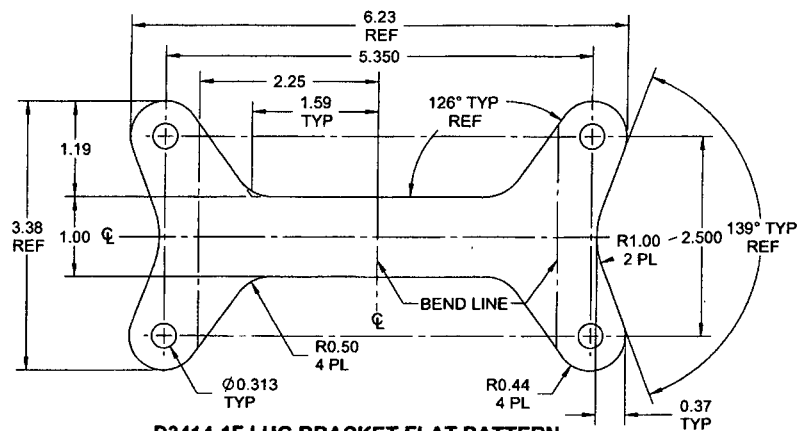 6.23
REF
5.350
2.25
1.59
TYP
126° TYP
REF
1.19
3.38
REF
1.00
℄
R1.00
2 PL
2.500
139° TYP
REF
BEND LINE
℄
R0.50
4 PL
Ø0.313
TYP
R0.44
4 PL
0.37
TYP
LUG BRACKET FLAT PATTERN